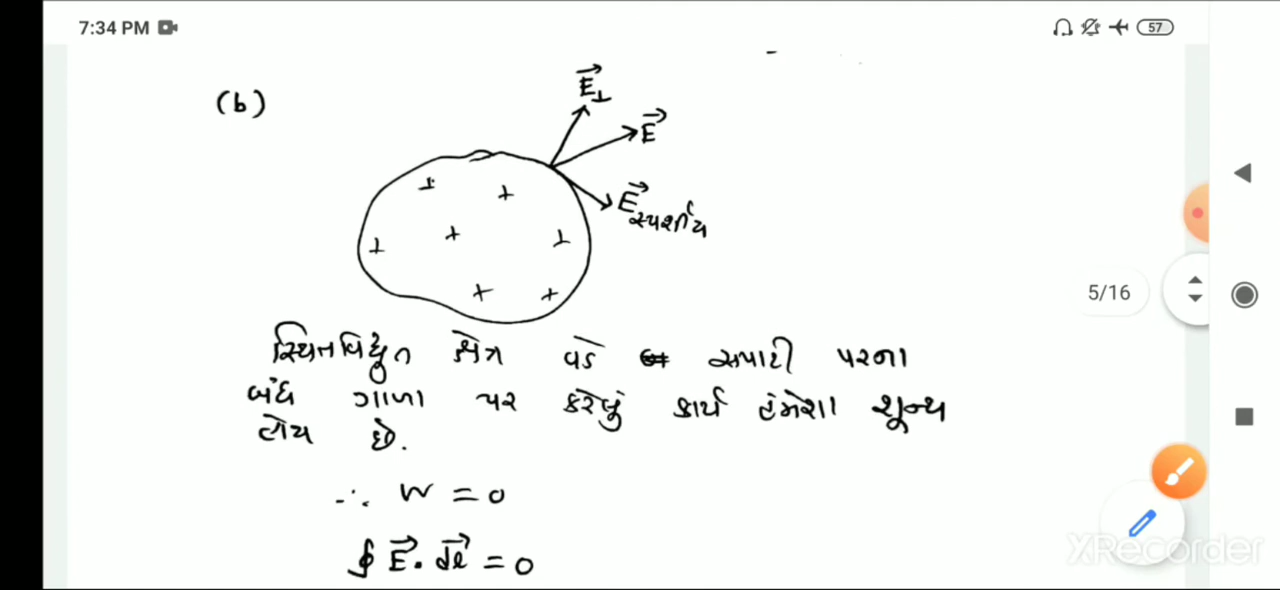 7:34 PM
57
(b)
E⃗⊥
E⃗
E⃗સ્પર્શીય
5/16
સ્થિતવિદ્યુત ક્ષેત્ર વડે સપાટી પરના
બંધ ગાળા પર કરેલું કાર્ય હંમેશા શૂન્ય
હોય છે.
∴ W = 0
∮ E⃗ . dl⃗ = 0
XRecorder